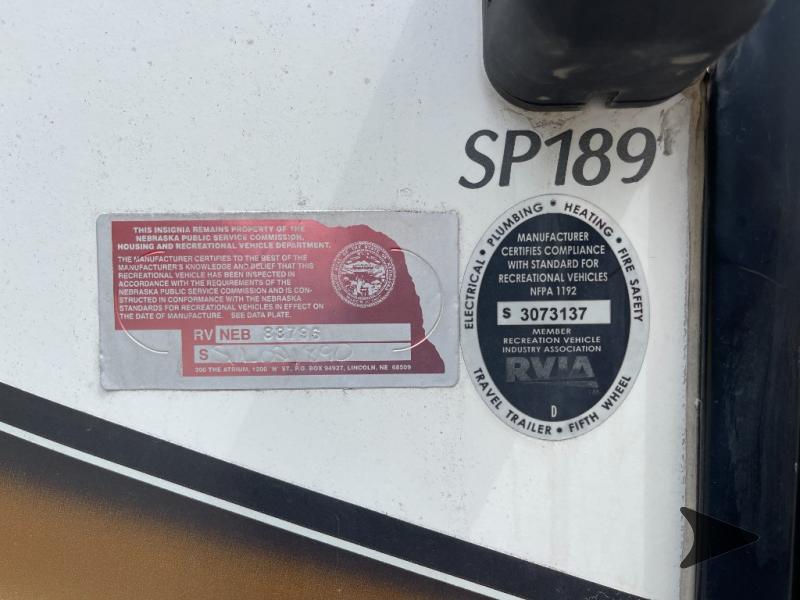 SP189
THIS INSIGNIA REMAINS PROPERTY OF THE
NEBRASKA PUBLIC SERVICE COMMISSION,
HOUSING AND RECREATIONAL VEHICLE DEPARTMENT.
THE MANUFACTURER CERTIFIES TO THE BEST OF THE
MANUFACTURER'S KNOWLEDGE AND BELIEF THAT THIS
RECREATIONAL VEHICLE HAS BEEN INSPECTED IN
ACCORDANCE WITH THE REQUIREMENTS OF THE
NEBRASKA PUBLIC SERVICE COMMISSION AND IS CON-
STRUCTED IN CONFORMANCE WITH THE NEBRASKA
STANDARDS FOR RECREATIONAL VEHICLES IN EFFECT ON
THE DATE OF MANUFACTURE. SEE DATA PLATE.
RV NEB
S
300 THE ATRIUM, 1200 'N' ST., P.O. BOX 94927, LINCOLN, NE 68509
ELECTRICAL • PLUMBING • HEATING • FIRE SAFETY
MANUFACTURER
CERTIFIES COMPLIANCE
WITH STANDARD FOR
RECREATIONAL VEHICLES
NFPA 1192
S 3073137
MEMBER
RECREATION VEHICLE
INDUSTRY ASSOCIATION
RVIA
D
TRAVEL TRAILER • FIFTH WHEEL